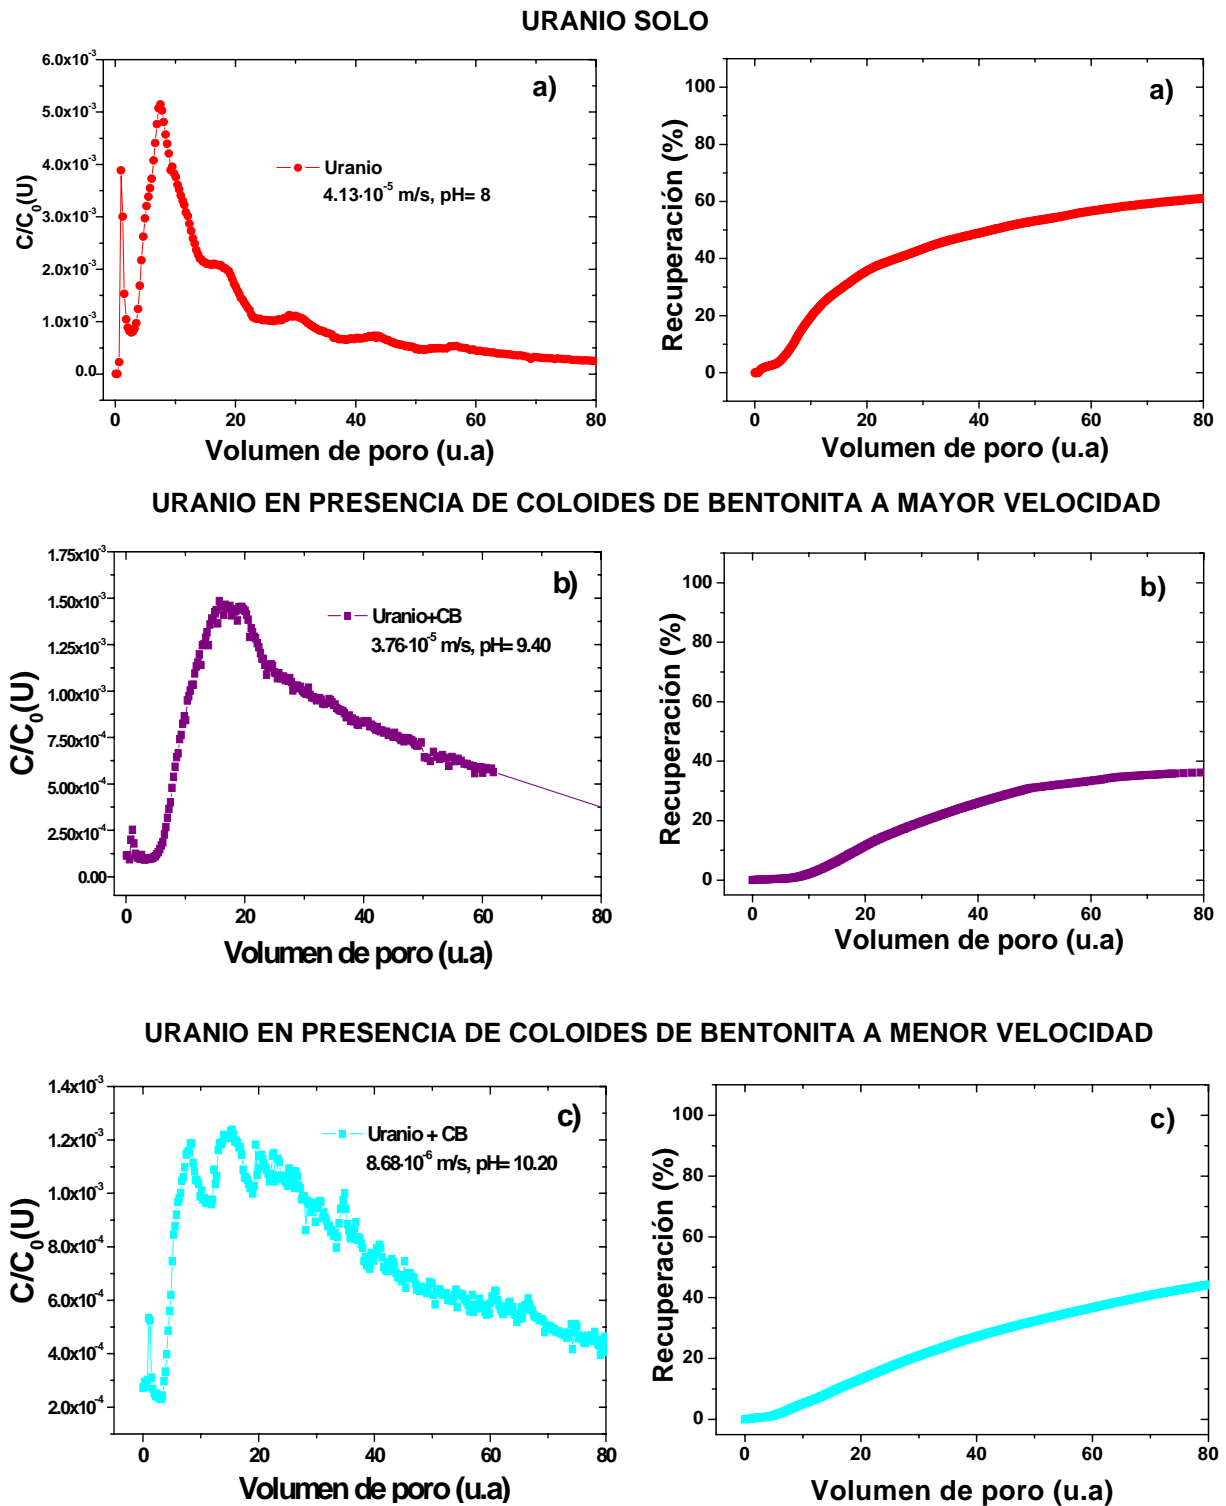 URANIO SOLO
6.0x10⁻³
5.0x10⁻³
4.0x10⁻³
3.0x10⁻³
2.0x10⁻³
1.0x10⁻³
0.0
C/C₀(U)
a)
Uranio
4.13·10⁻⁵ m/s, pH= 8
0 20 40 60 80
Volumen de poro (u.a)
100
80
60
40
20
0
Recuperación (%)
a)
0 20 40 60 80
Volumen de poro (u.a)
URANIO EN PRESENCIA DE COLOIDES DE BENTONITA A MAYOR VELOCIDAD
1.75x10⁻³
1.50x10⁻³
1.25x10⁻³
1.00x10⁻³
7.50x10⁻⁴
5.00x10⁻⁴
2.50x10⁻⁴
0.00
C/C₀(U)
b)
Uranio+CB
3.76·10⁻⁵ m/s, pH= 9.40
0 20 40 60 80
Volumen de poro (u.a)
100
80
60
40
20
0
Recuperación (%)
b)
0 20 40 60 80
Volumen de poro (u.a)
URANIO EN PRESENCIA DE COLOIDES DE BENTONITA A MENOR VELOCIDAD
1.4x10⁻³
1.2x10⁻³
1.0x10⁻³
8.0x10⁻⁴
6.0x10⁻⁴
4.0x10⁻⁴
2.0x10⁻⁴
C/C₀(U)
c)
Uranio + CB
8.68·10⁻⁶ m/s, pH= 10.20
0 20 40 60 80
Volumen de poro (u.a)
100
80
60
40
20
0
Recuperación (%)
c)
0 20 40 60 80
Volumen de poro (u.a)